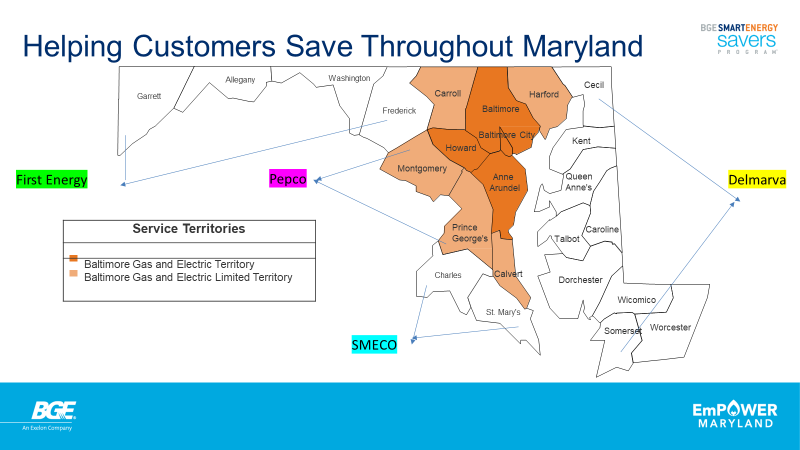 Helping Customers Save Throughout Maryland
BGE SMARTENERGY
savers
PROGRAM
Garrett
Allegany
Washington
Frederick
Carroll
Baltimore
Harford
Cecil
Baltimore City
Howard
Kent
Montgomery
Anne
Arundel
Queen
Anne's
First Energy
Pepco
Delmarva
Prince
George's
Talbot
Caroline
Service Territories
Baltimore Gas and Electric Territory
Baltimore Gas and Electric Limited Territory
Charles
Calvert
Dorchester
St. Mary's
Wicomico
Somerset
Worcester
SMECO
BGE
An Exelon Company
EmPOWER
MARYLAND